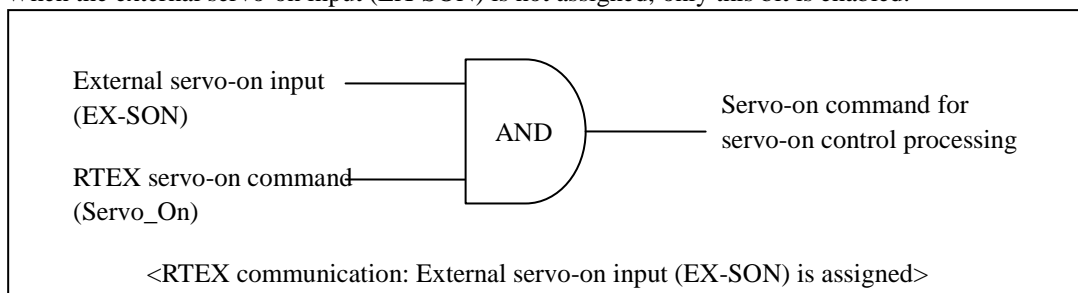 When the external servo-on input (EX-SON) is not assigned, only this bit is enabled.
External servo-on input
(EX-SON)
AND
Servo-on command for
servo-on control processing
RTEX servo-on command
(Servo_On)
<RTEX communication: External servo-on input (EX-SON) is assigned>